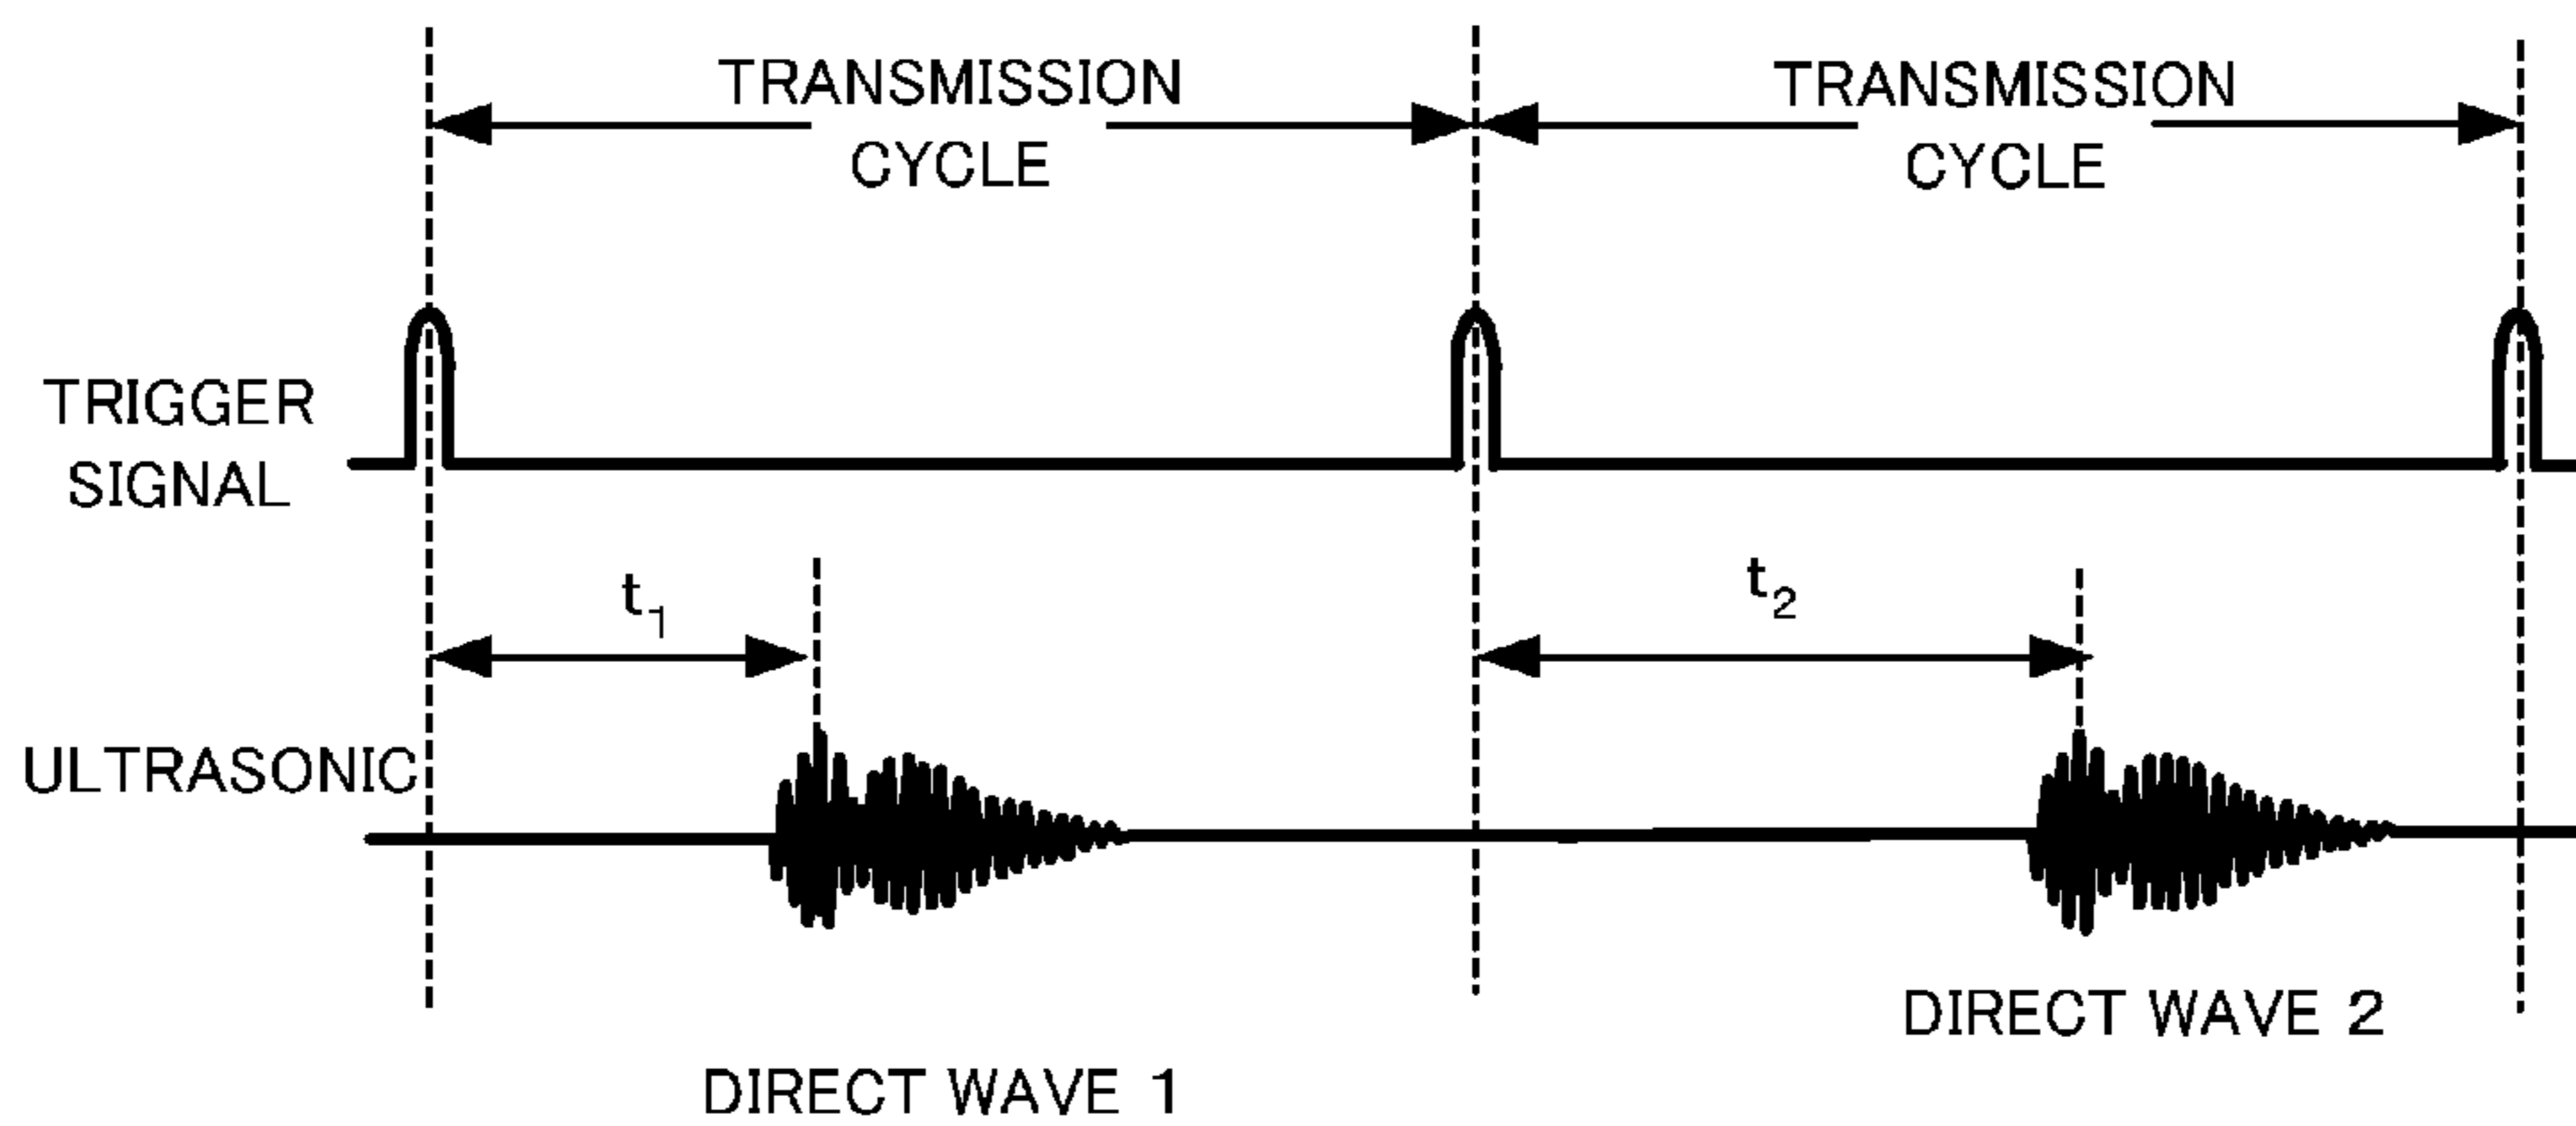 TRANSMISSION
CYCLE
TRANSMISSION
CYCLE
TRIGGER
SIGNAL
t1
t2
ULTRASONIC
DIRECT WAVE 2
DIRECT WAVE 1